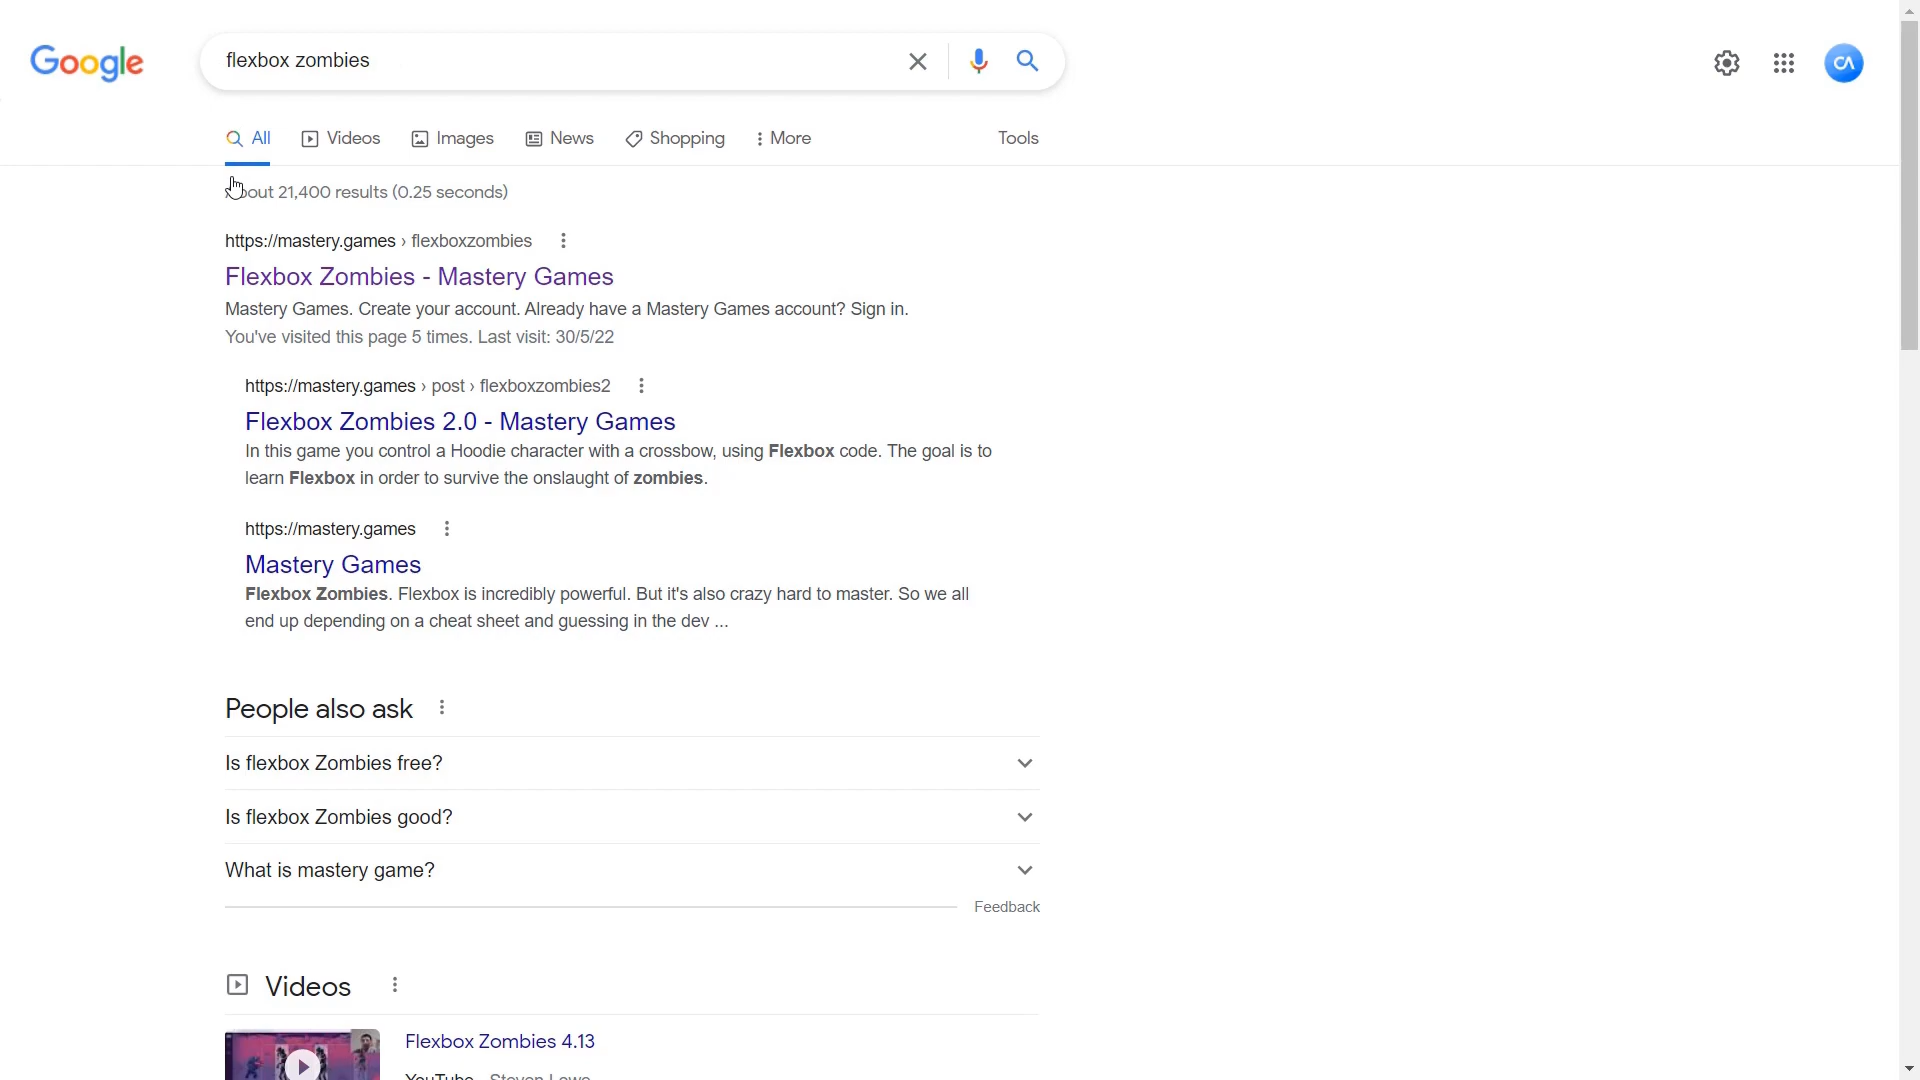 Google
flexbox zombies
CA
All Videos Images News Shopping More Tools
About 21,400 results (0.25 seconds)
https://mastery.games › flexboxzombies
Flexbox Zombies - Mastery Games
Mastery Games. Create your account. Already have a Mastery Games account? Sign in.
You've visited this page 5 times. Last visit: 30/5/22
https://mastery.games › post › flexboxzombies2
Flexbox Zombies 2.0 - Mastery Games
In this game you control a Hoodie character with a crossbow, using Flexbox code. The goal is to
learn Flexbox in order to survive the onslaught of zombies.
https://mastery.games
Mastery Games
Flexbox Zombies. Flexbox is incredibly powerful. But it's also crazy hard to master. So we all
end up depending on a cheat sheet and guessing in the dev ...
People also ask
Is flexbox Zombies free?
Is flexbox Zombies good?
What is mastery game?
Feedback
Videos
Flexbox Zombies 4.13
YouTube Steven Lowe